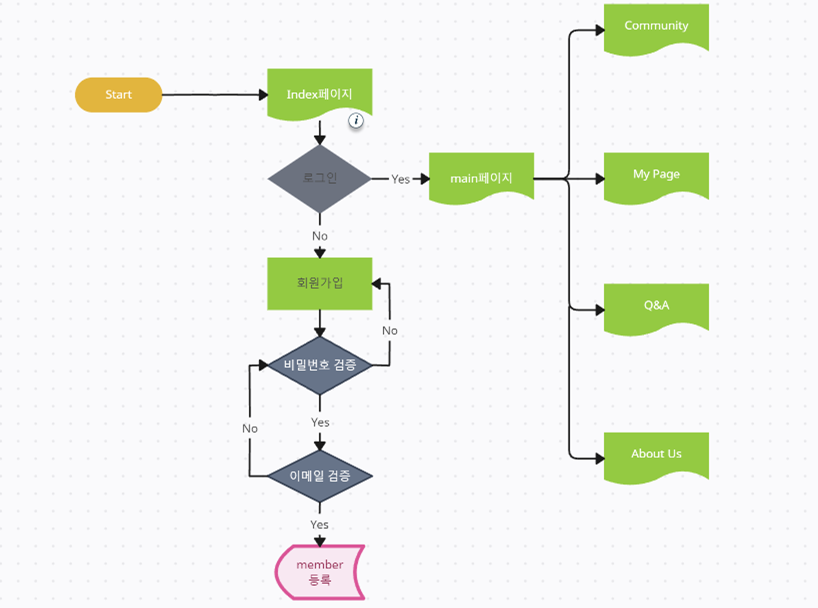 Community
Start
Index페이지
로그인
Yes
main페이지
My Page
No
회원가입
Q&A
No
비밀번호 검증
Yes
No
About Us
이메일 검증
Yes
member
등록